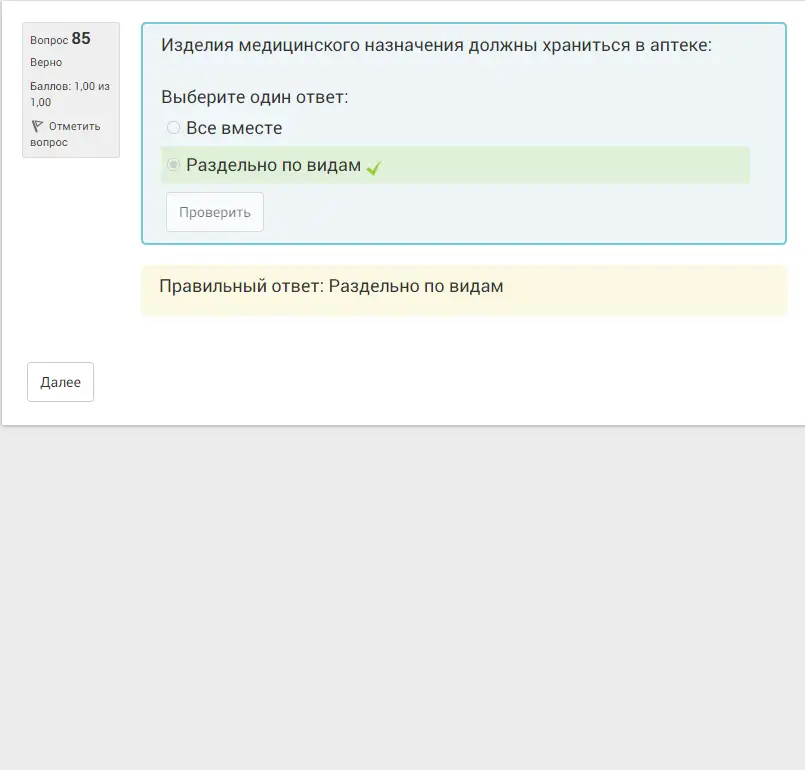 Вопрос 85
Верно
Баллов: 1,00 из
1,00
Отметить
вопрос
Изделия медицинского назначения должны храниться в аптеке:
Выберите один ответ:
Все вместе
Раздельно по видам
Проверить
Правильный ответ: Раздельно по видам
Далее